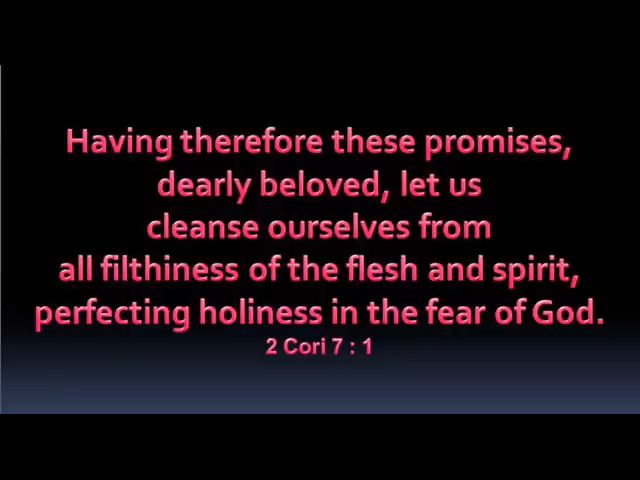 Having therefore these promises,
dearly beloved, let us
cleanse ourselves from
all filthiness of the flesh and spirit,
perfecting holiness in the fear of God.
2 Cori 7 : 1